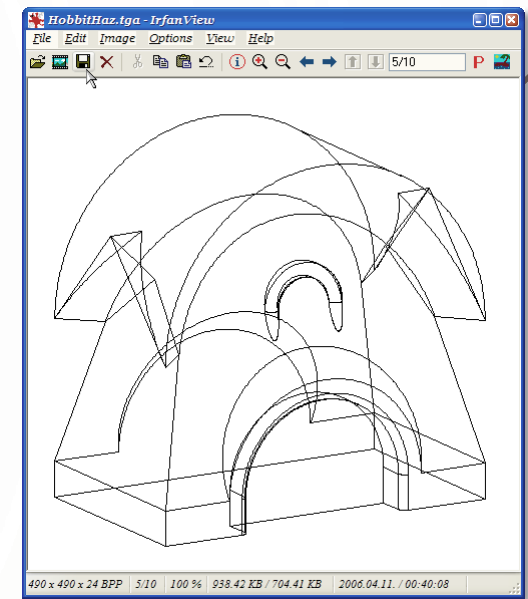 HobbitHaz.tga - IrfanView
File Edit Image Options View Help
5/10 P
490 x 490 x 24 BPP 5/10 100 % 938.42 KB / 704.41 KB 2006.04.11. / 00:40:08